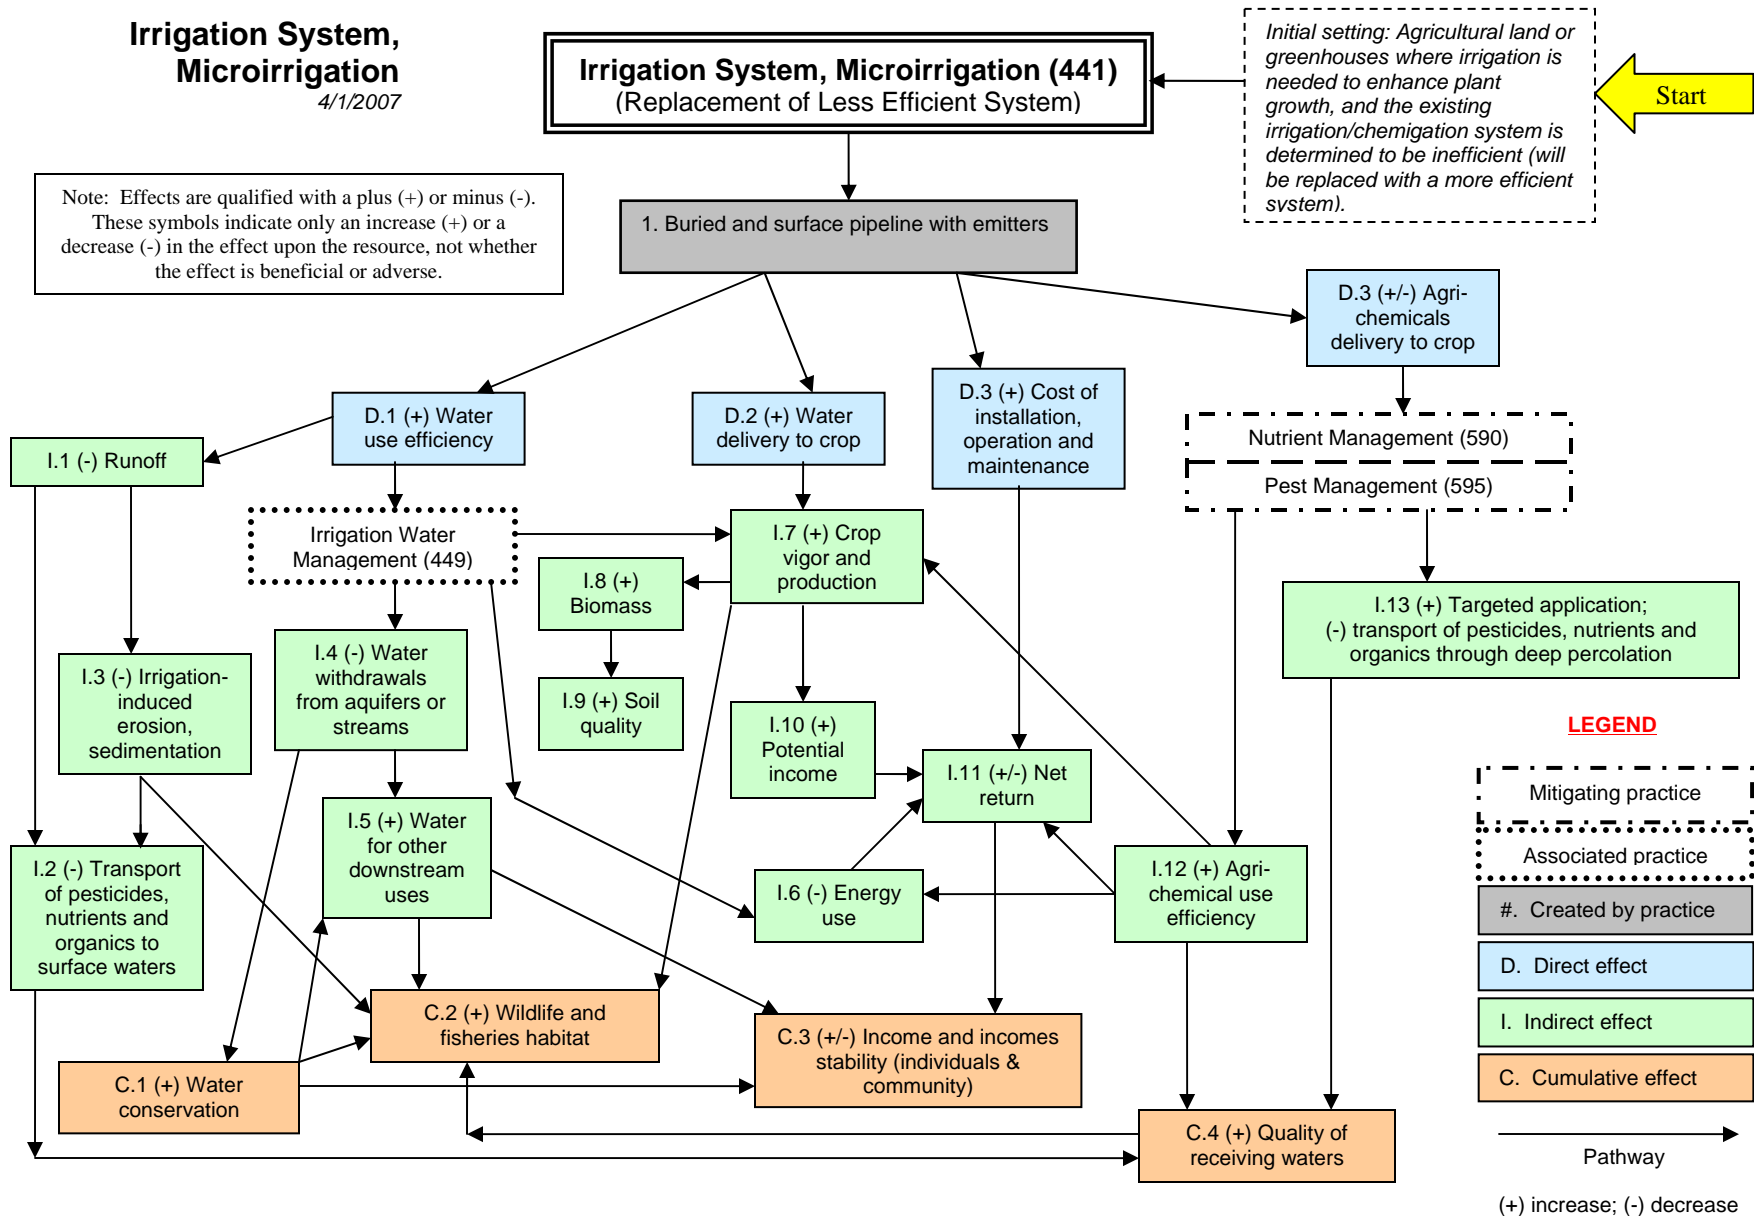 Irrigation System,
Microirrigation
4/1/2007
Irrigation System, Microirrigation (441)
(Replacement of Less Efficient System)
Initial setting: Agricultural land or
greenhouses where irrigation is
needed to enhance plant
growth, and the existing
irrigation/chemigation system is
determined to be inefficient (will
be replaced with a more efficient
system).
Start
Note: Effects are qualified with a plus (+) or minus (-).
These symbols indicate only an increase (+) or a
decrease (-) in the effect upon the resource, not whether
the effect is beneficial or adverse.
1. Buried and surface pipeline with emitters
D.3 (+/-) Agri-
chemicals
delivery to crop
D.1 (+) Water
use efficiency
D.2 (+) Water
delivery to crop
D.3 (+) Cost of
installation,
operation and
maintenance
Nutrient Management (590)
Pest Management (595)
I.1 (-) Runoff
Irrigation Water
Management (449)
I.7 (+) Crop
vigor and
production
I.8 (+)
Biomass
I.13 (+) Targeted application;
(-) transport of pesticides, nutrients and
organics through deep percolation
I.3 (-) Irrigation-
induced
erosion,
sedimentation
I.4 (-) Water
withdrawals
from aquifers or
streams
I.9 (+) Soil
quality
I.10 (+)
Potential
income
I.11 (+/-) Net
return
I.5 (+) Water
for other
downstream
uses
I.2 (-) Transport
of pesticides,
nutrients and
organics to
surface waters
I.6 (-) Energy
use
I.12 (+) Agri-
chemical use
efficiency
C.2 (+) Wildlife and
fisheries habitat
C.3 (+/-) Income and incomes
stability (individuals &
community)
C.1 (+) Water
conservation
C.4 (+) Quality of
receiving waters
LEGEND
Mitigating practice
Associated practice
#. Created by practice
D. Direct effect
I. Indirect effect
C. Cumulative effect
Pathway
(+) increase; (-) decrease